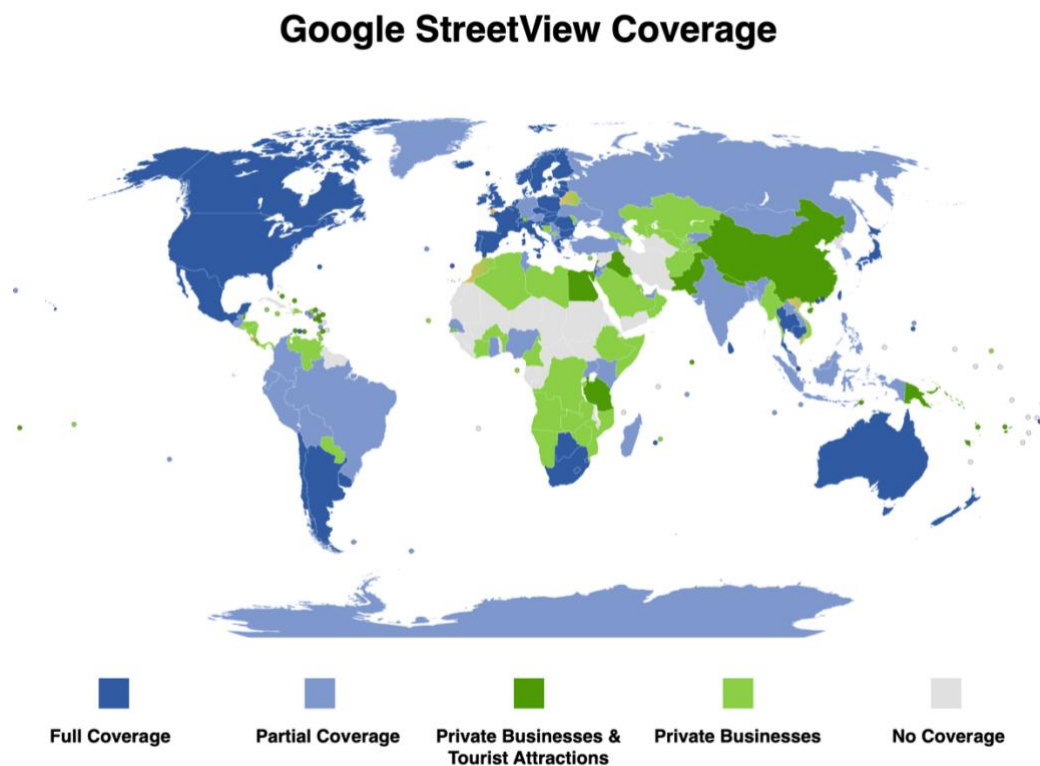 Google StreetView Coverage
Full Coverage
Partial Coverage
Private Businesses &
Tourist Attractions
Private Businesses
No Coverage